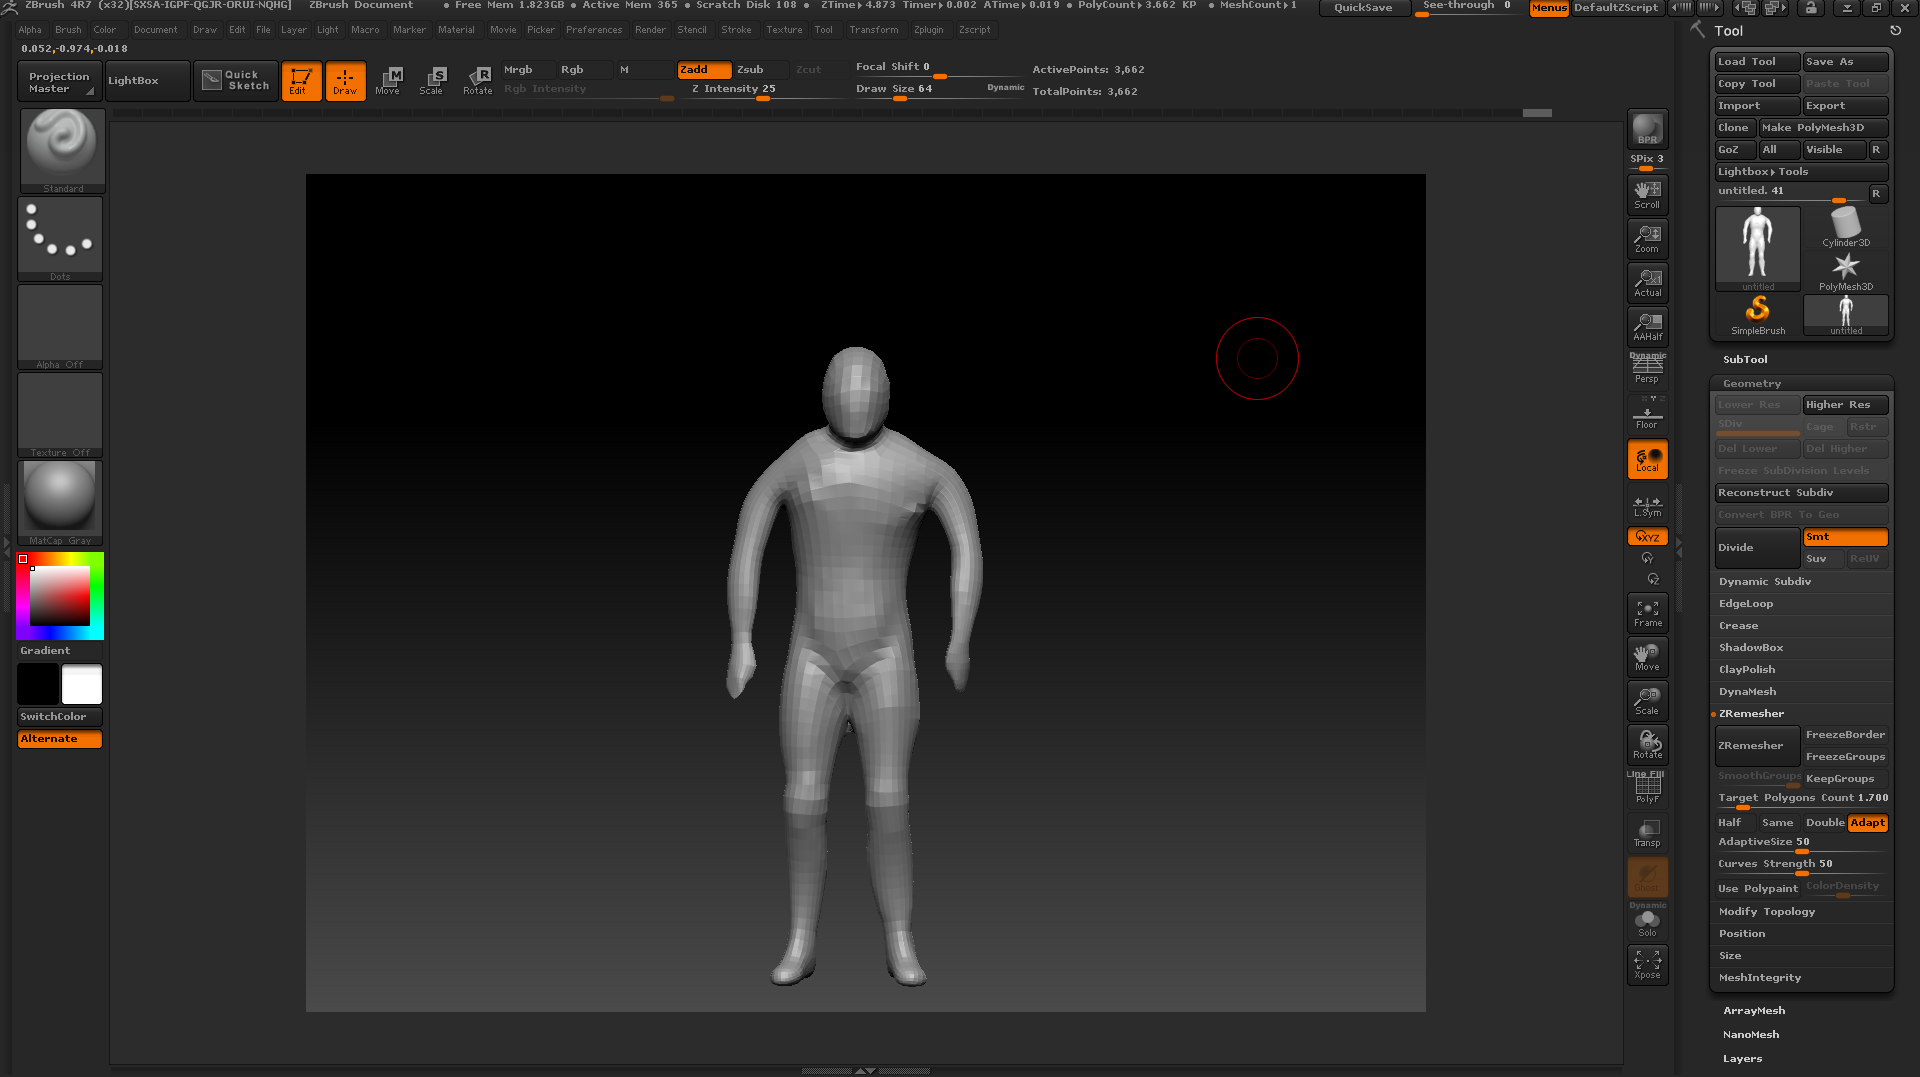 ZBrush 4R7 (x32)[SXSA-IGPF-QGJR-ORUI-NQHG] ZBrush Document • Free Mem 1.823GB • Active Mem 365 • Scratch Disk 108 • ZTime▸4.873 Timer▸0.002 ATime▸0.019 • PolyCount▸3.662 KP • MeshCount▸1 QuickSave See-through 0 Menus DefaultZScript
Alpha Brush Color Document Draw Edit File Layer Light Macro Marker Material Movie Picker Preferences Render Stencil Stroke Texture Tool Transform Zplugin Zscript
0.052,-0.974,-0.018
Projection Master
LightBox
Quick Sketch
Edit
Draw
Move
Scale
Rotate
Mrgb Rgb M
Rgb Intensity
Zadd Zsub Zcut
Z Intensity 25
Focal Shift 0
Draw Size 64 Dynamic
ActivePoints: 3,662
TotalPoints: 3,662
Standard
Dots
Alpha Off
Texture Off
MatCap Gray
Gradient
SwitchColor
Alternate
BPR
SPix 3
Scroll
Zoom
Actual
AAHalf
Dynamic
Persp
Floor
Local
L.Sym
XYZ
Y
Z
Frame
Move
Scale
Rotate
Line Fill
PolyF
Transp
Ghost
Dynamic
Solo
Xpose
Tool
Load Tool Save As
Copy Tool Paste Tool
Import Export
Clone Make PolyMesh3D
GoZ All Visible R
Lightbox▸Tools
untitled. 41 R
untitled
Cylinder3D
PolyMesh3D
SimpleBrush
untitled
SubTool
Geometry
Lower Res Higher Res
SDiv Cage Rstr
Del Lower Del Higher
Freeze SubDivision Levels
Reconstruct Subdiv
Convert BPR To Geo
Divide Smt
Suv ReUV
Dynamic Subdiv
EdgeLoop
Crease
ShadowBox
ClayPolish
DynaMesh
ZRemesher
ZRemesher FreezeBorder
FreezeGroups
SmoothGroups KeepGroups
Target Polygons Count 1.700
Half Same Double Adapt
AdaptiveSize 50
Curves Strength 50
Use Polypaint ColorDensity
Modify Topology
Position
Size
MeshIntegrity
ArrayMesh
NanoMesh
Layers